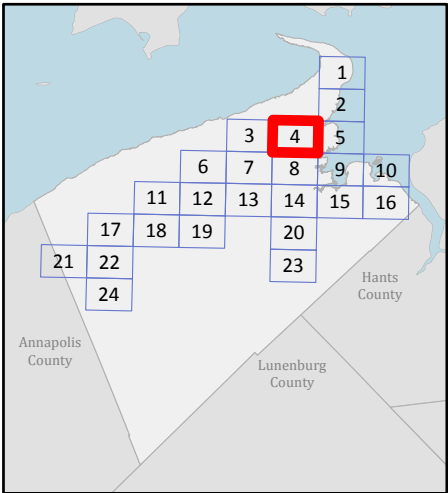 1
2
3 4 5
6 7 8 9 10
11 12 13 14 15 16
17 18 19 20
21 22 23
24
Hants
County
Annapolis
County
Lunenburg
County